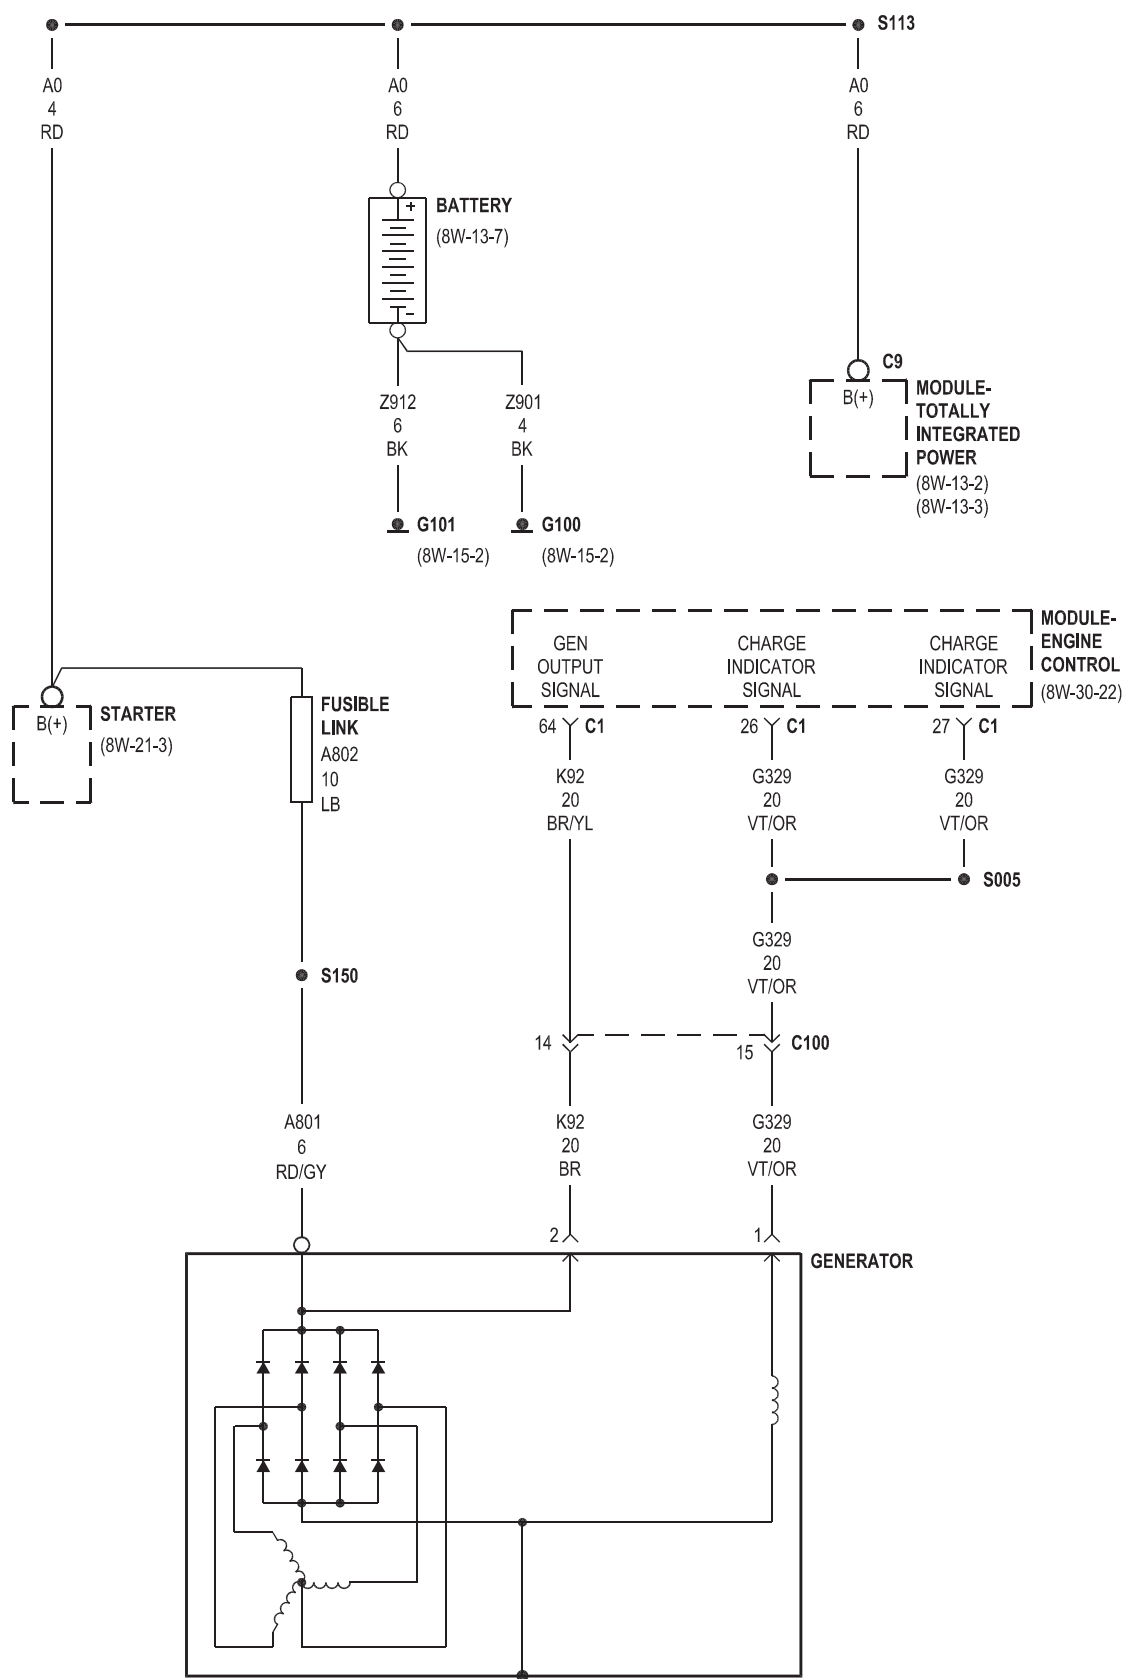 S113
A0
4
RD
A0
6
RD
A0
6
RD
+
BATTERY
(8W-13-7)
-
Z912
6
BK
Z901
4
BK
G101
(8W-15-2)
G100
(8W-15-2)
C9
B(+)
MODULE-
TOTALLY
INTEGRATED
POWER
(8W-13-2)
(8W-13-3)
GEN
OUTPUT
SIGNAL
CHARGE
INDICATOR
SIGNAL
CHARGE
INDICATOR
SIGNAL
MODULE-
ENGINE
CONTROL
(8W-30-22)
B(+)
STARTER
(8W-21-3)
FUSIBLE
LINK
A802
10
LB
64 C1
26 C1
27 C1
K92
20
BR/YL
G329
20
VT/OR
G329
20
VT/OR
S005
G329
20
VT/OR
S150
14
15
C100
A801
6
RD/GY
K92
20
BR
G329
20
VT/OR
2
1
GENERATOR